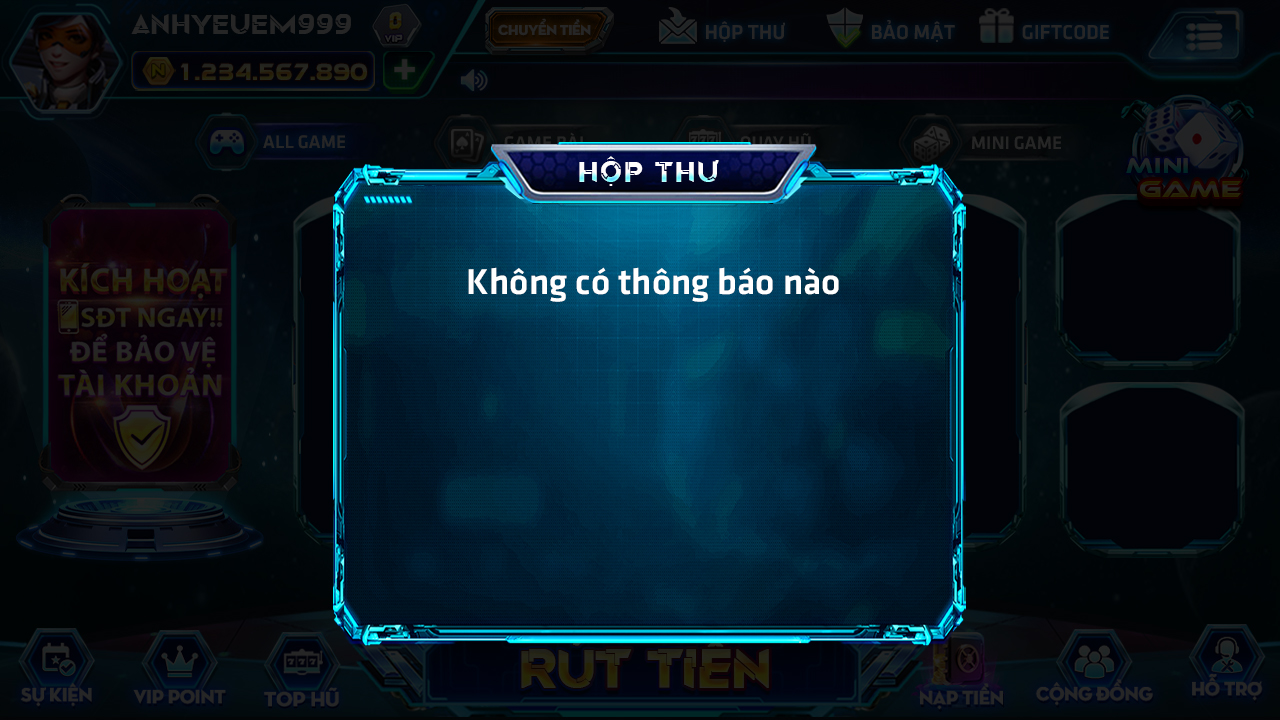 ANHYEUEM999
VIP
CHUYỂN TIỀN
HỘP THƯ
BẢO MẬT
GIFTCODE
1.234.567.890
ALL GAME
GAME BÀI
QUAY HŨ
MINI GAME
MINI
GAME
HỘP THƯ
Không có thông báo nào
KÍCH HOẠT
SĐT NGAY!!
ĐỂ BẢO VỆ
TÀI KHOẢN
SỰ KIỆN
VIP POINT
TOP HŨ
RUT TIEN
NẠP TIỀN
CỘNG ĐỒNG
HỖ TRỢ